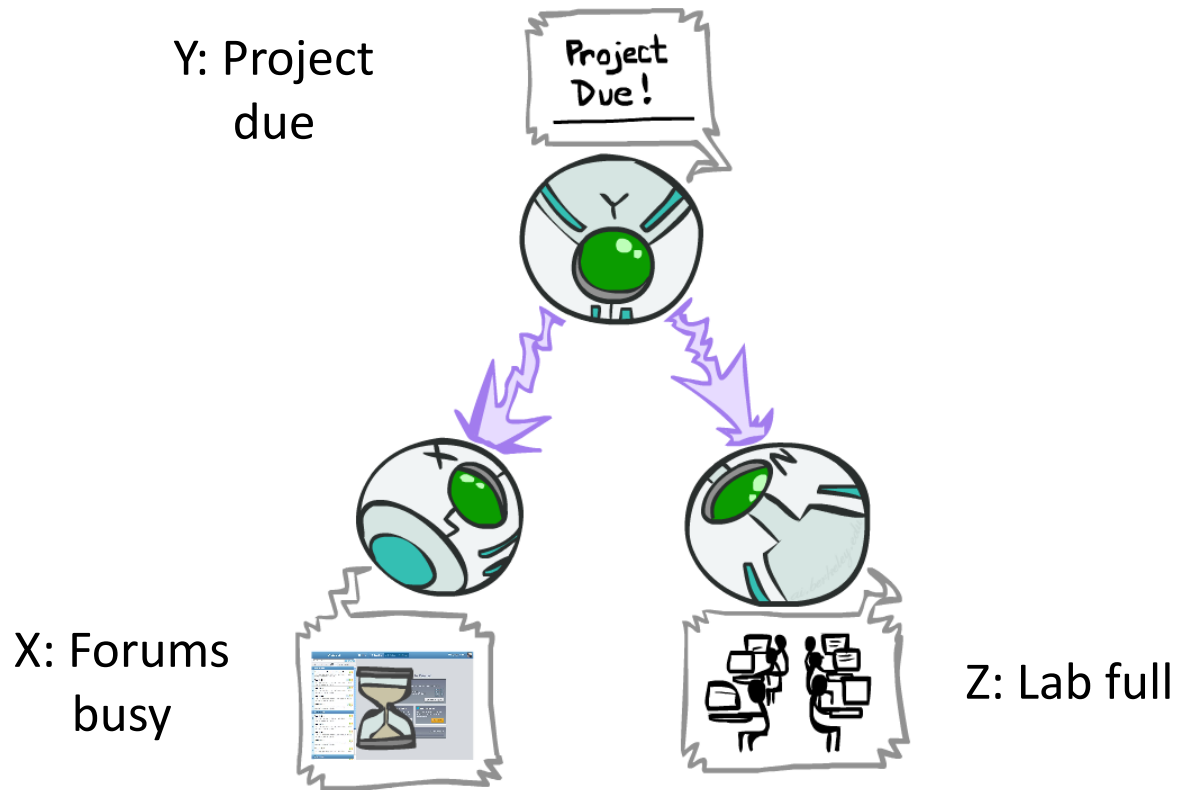 Y: Project
due
Project
Due!
Y
X
Z
X: Forums
busy
Z: Lab full